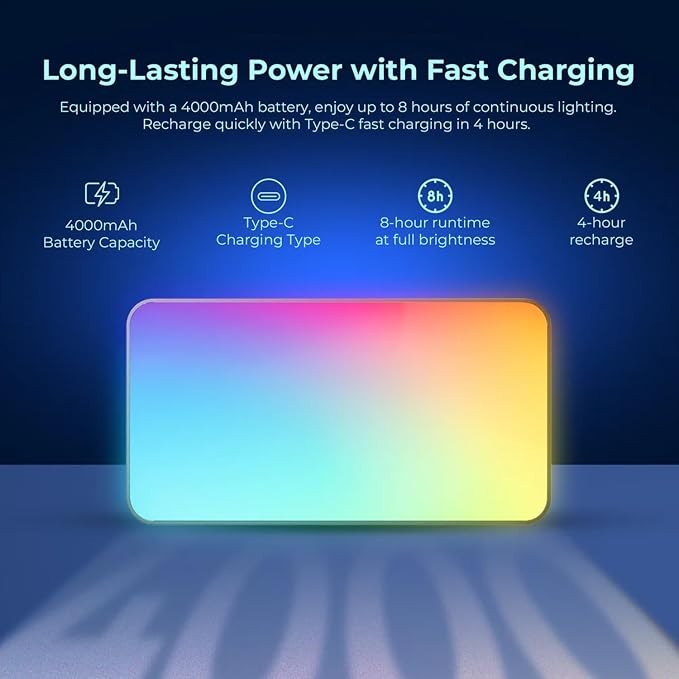 Long-Lasting Power with Fast Charging
Equipped with a 4000mAh battery, enjoy up to 8 hours of continuous lighting.
Recharge quickly with Type-C fast charging in 4 hours.
4000mAh
Battery Capacity
Type-C
Charging Type
8h
8-hour runtime
at full brightness
4h
4-hour
recharge
4000